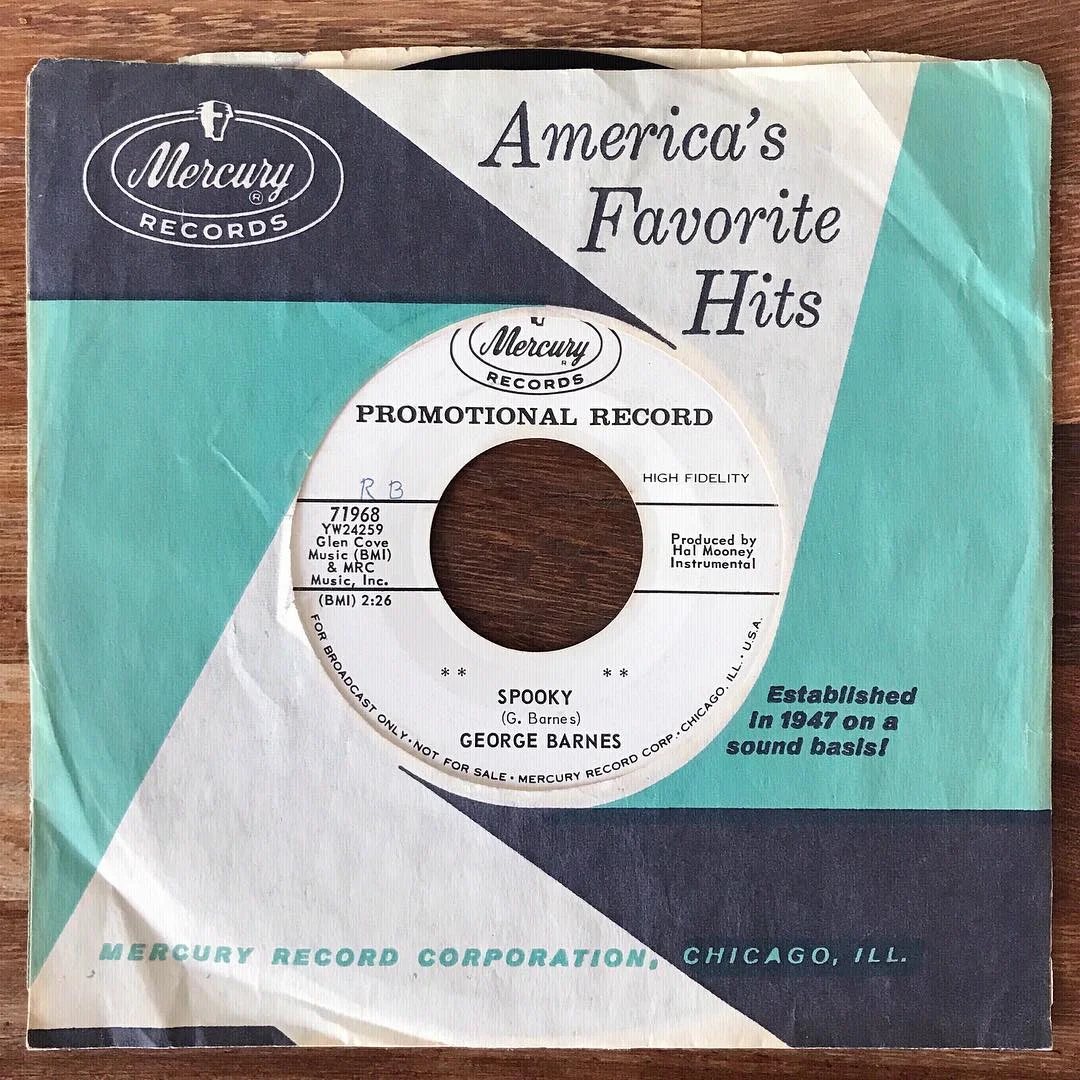 Mercury
®
RECORDS
America's
Favorite
Hits
Mercury
R
RECORDS
PROMOTIONAL RECORD
HIGH FIDELITY
R B
71968
YW24259
Glen Cove
Music (BMI)
& MRC
Music, Inc.
(BMI) 2:26
Produced by
Hal Mooney
Instrumental
** **
SPOOKY
(G. Barnes)
GEORGE BARNES
FOR BROADCAST ONLY • NOT FOR SALE • MERCURY RECORD CORP. • CHICAGO, ILL. • U.S.A.
Established
in 1947 on a
sound basis!
MERCURY RECORD CORPORATION, CHICAGO, ILL.